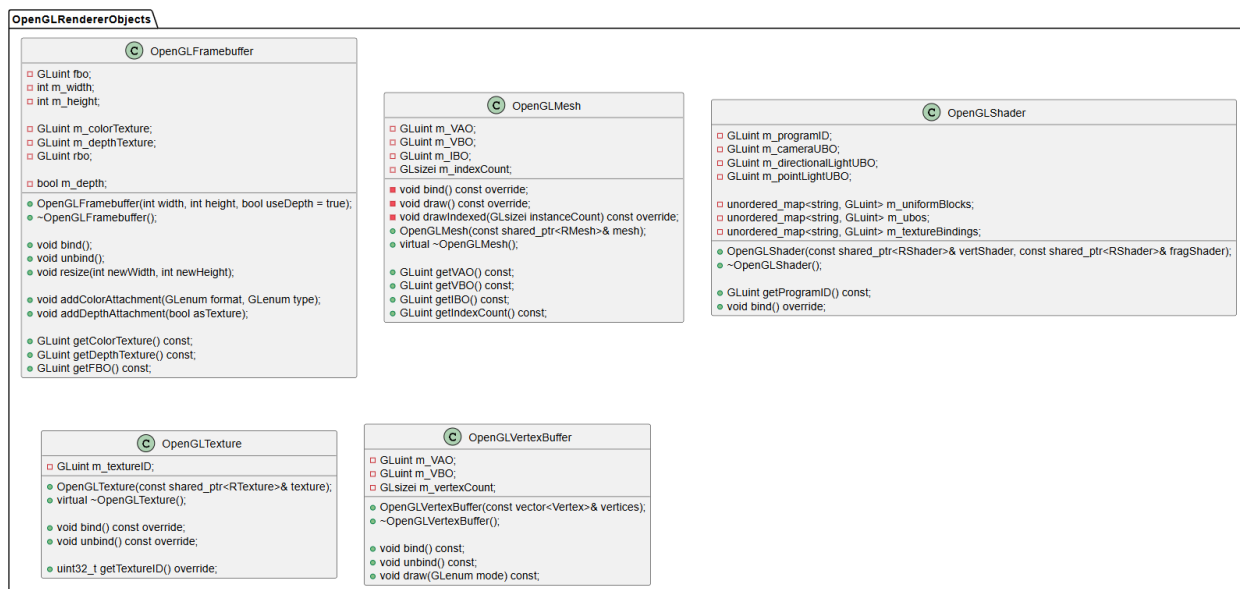 OpenGLRendererObjects
C OpenGLFramebuffer
GLuint fbo;
int m_width;
int m_height;
GLuint m_colorTexture;
GLuint m_depthTexture;
GLuint rbo;
bool m_depth;
OpenGLFramebuffer(int width, int height, bool useDepth = true);
~OpenGLFramebuffer();
void bind();
void unbind();
void resize(int newWidth, int newHeight);
void addColorAttachment(GLenum format, GLenum type);
void addDepthAttachment(bool asTexture);
GLuint getColorTexture() const;
GLuint getDepthTexture() const;
GLuint getFBO() const;
C OpenGLMesh
GLuint m_VAO;
GLuint m_VBO;
GLuint m_IBO;
GLsizei m_indexCount;
void bind() const override;
void draw() const override;
void drawIndexed(GLsizei instanceCount) const override;
OpenGLMesh(const shared_ptr<RMesh>& mesh);
virtual ~OpenGLMesh();
GLuint getVAO() const;
GLuint getVBO() const;
GLuint getIBO() const;
GLuint getIndexCount() const;
C OpenGLShader
GLuint m_programID;
GLuint m_cameraUBO;
GLuint m_directionalLightUBO;
GLuint m_pointLightUBO;
unordered_map<string, GLuint> m_uniformBlocks;
unordered_map<string, GLuint> m_ubos;
unordered_map<string, GLuint> m_textureBindings;
OpenGLShader(const shared_ptr<RShader>& vertShader, const shared_ptr<RShader>& fragShader);
~OpenGLShader();
GLuint getProgramID() const;
void bind() override;
C OpenGLTexture
GLuint m_textureID;
OpenGLTexture(const shared_ptr<RTexture>& texture);
virtual ~OpenGLTexture();
void bind() const override;
void unbind() const override;
uint32_t getTextureID() override;
C OpenGLVertexBuffer
GLuint m_VAO;
GLuint m_VBO;
GLsizei m_vertexCount;
OpenGLVertexBuffer(const vector<Vertex>& vertices);
~OpenGLVertexBuffer();
void bind() const;
void unbind() const;
void draw(GLenum mode) const;